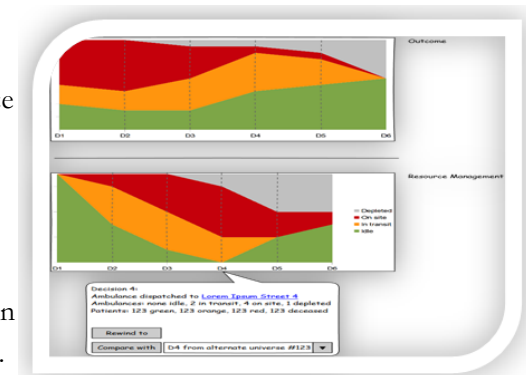 Outcome
D1 D2 D3 D4 D5 D6
Resource Management
Depleted
On site
In transit
Idle
D1 D2 D3 D4 D5 D6
Decision 4:
Ambulance dispatched to Lorem Ipsum Street 4
Ambulances: none idle, 2 in transit, 4 on site, 1 depleted
Patients: 123 green, 123 orange, 123 red, 123 deceased
Rewind to
Compare with D4 from alternate universe #123